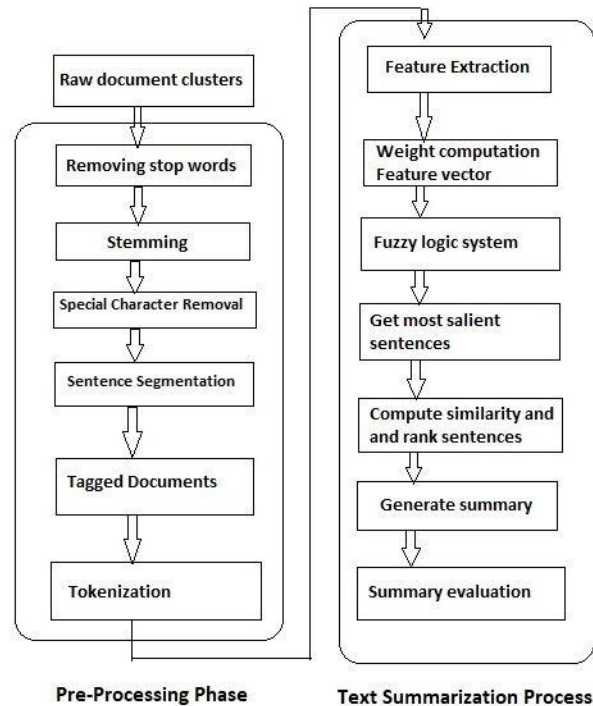 Raw document clusters
Removing stop words
Stemming
Special Character Removal
Sentence Segmentation
Tagged Documents
Tokenization
Pre-Processing Phase
Feature Extraction
Weight computation
Feature vector
Fuzzy logic system
Get most salient
sentences
Compute similarity and
and rank sentences
Generate summary
Summary evaluation
Text Summarization Process